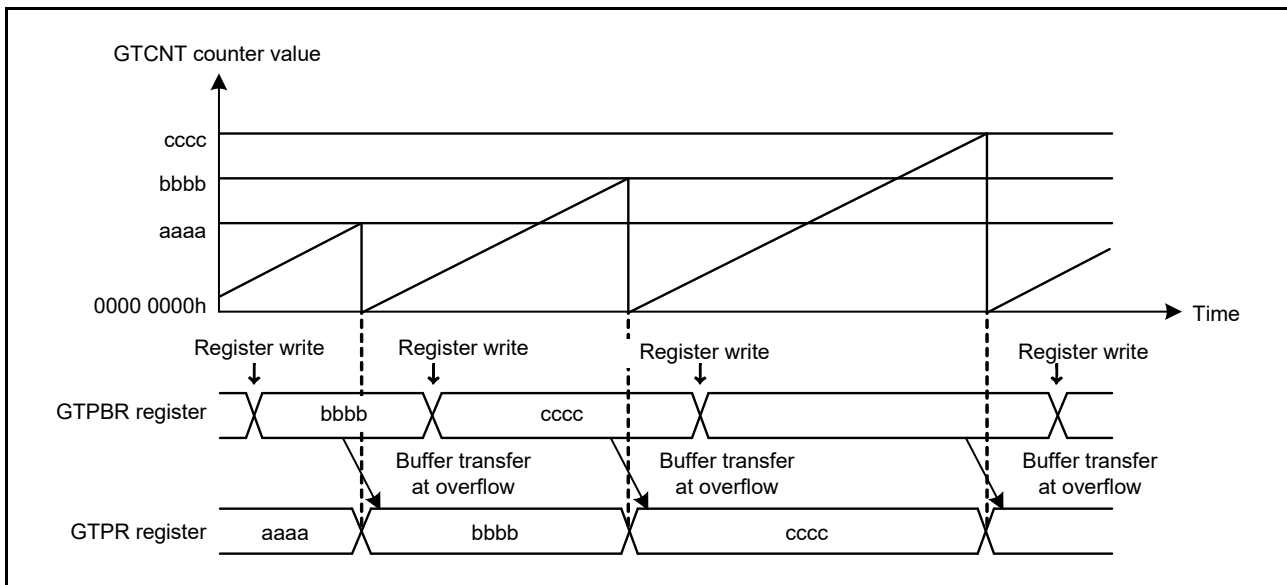 GTCNT counter value
cccc
bbbb
aaaa
0000 0000h
Time
Register write
Register write
Register write
Register write
GTPBR register
bbbb
cccc
Buffer transfer
at overflow
Buffer transfer
at overflow
Buffer transfer
at overflow
GTPR register
aaaa
bbbb
cccc